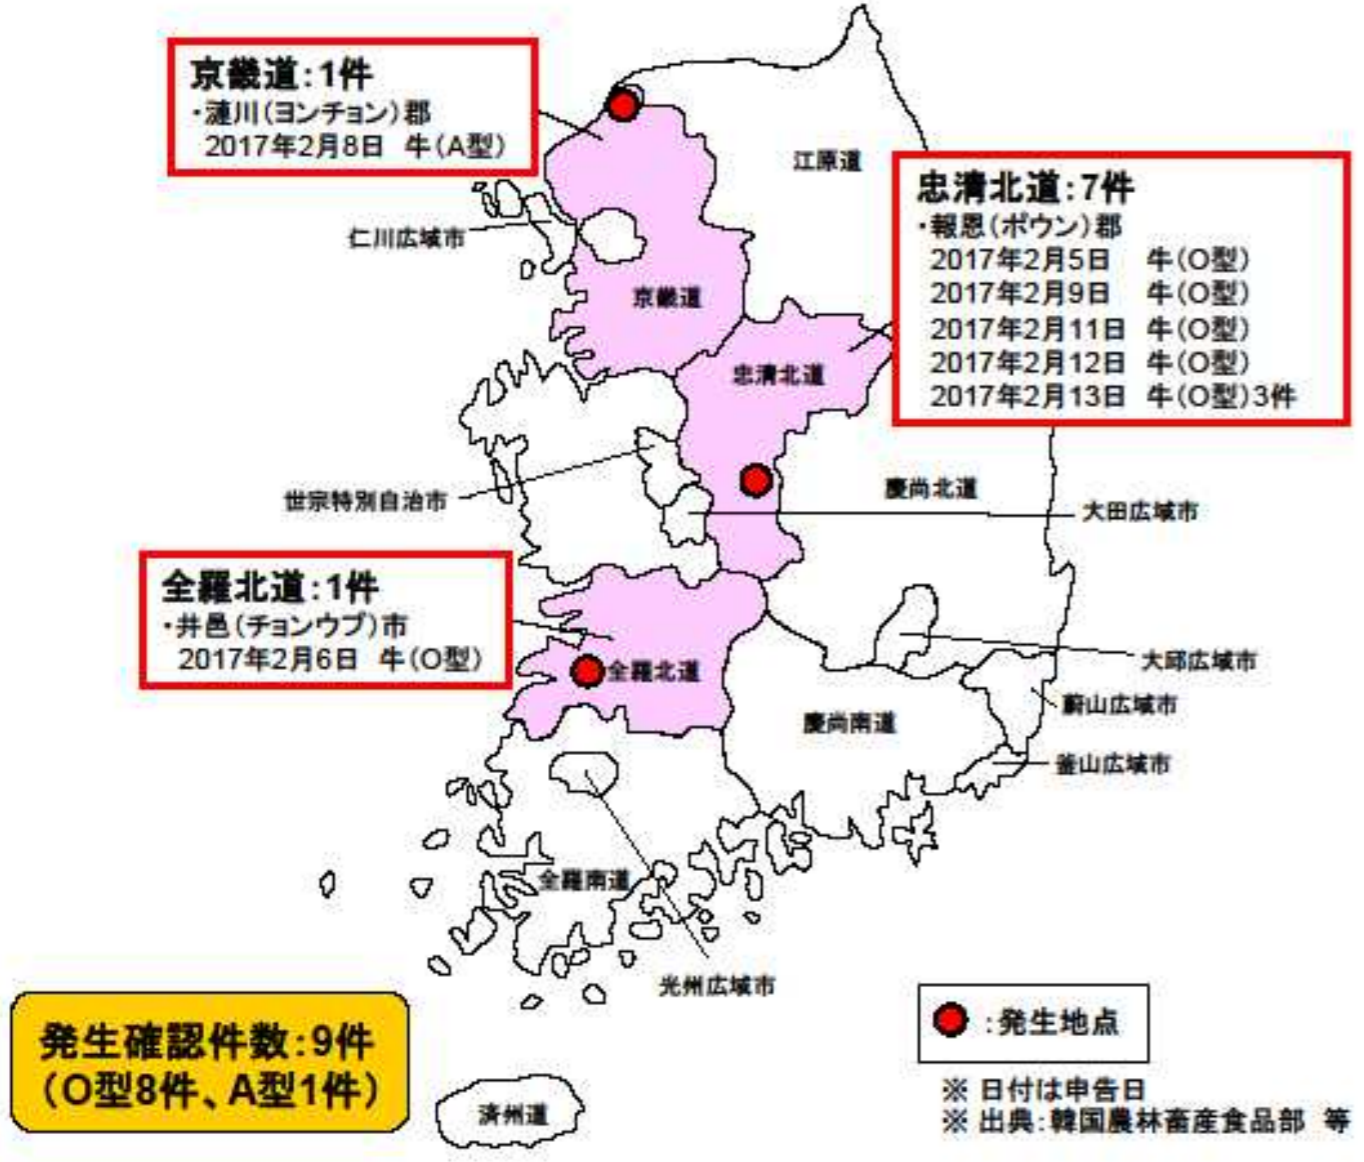 京畿道:1件
・漣川(ヨンチョン)郡
2017年2月8日 牛(A型)
江原道
忠清北道:7件
・報恩(ボウン)郡
2017年2月5日 牛(O型)
2017年2月9日 牛(O型)
2017年2月11日 牛(O型)
2017年2月12日 牛(O型)
2017年2月13日 牛(O型)3件
仁川広域市
京畿道
忠清北道
世宗特別自治市
慶尚北道
大田広域市
全羅北道:1件
・井邑(チョンウプ)市
2017年2月6日 牛(O型)
全羅北道
大邱広域市
蔚山広域市
慶尚南道
釜山広域市
全羅南道
光州広域市
発生確認件数:9件
(O型8件、A型1件)
:発生地点
済州道
※ 日付は申告日
※ 出典:韓国農林畜産食品部 等